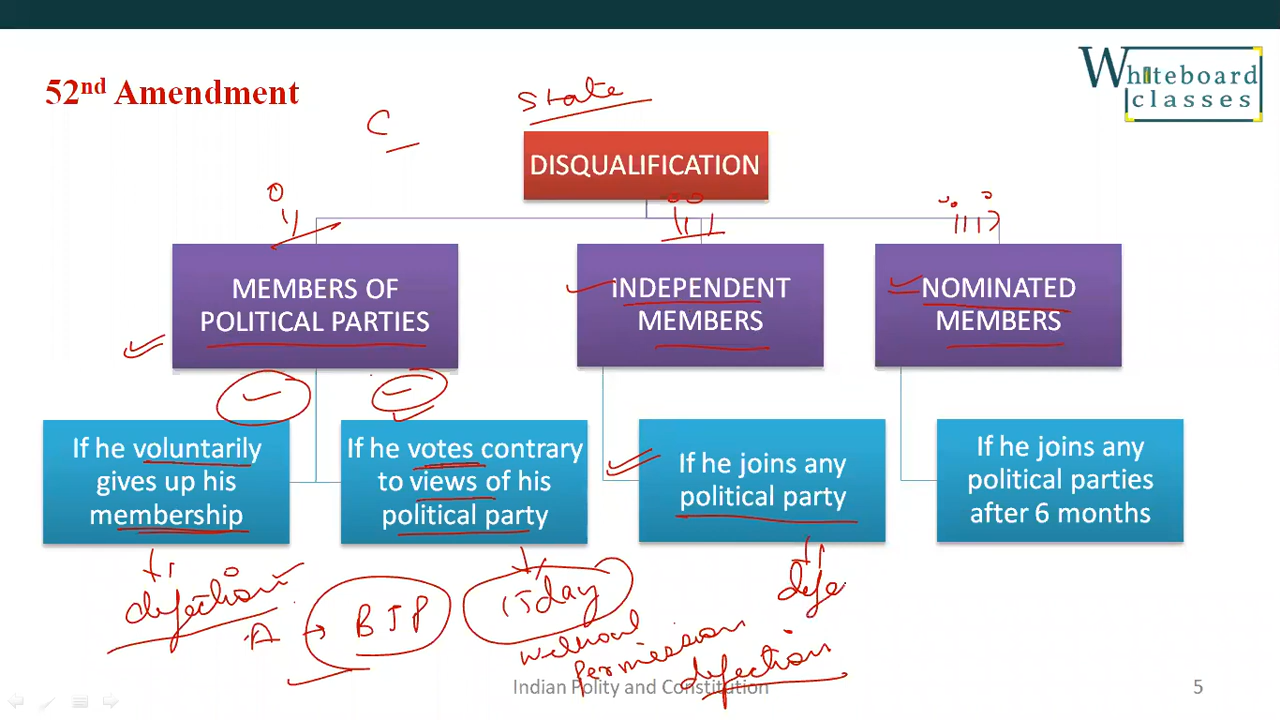 52nd Amendment
Whiteboard
classes
State
C
DISQUALIFICATION
MEMBERS OF
POLITICAL PARTIES
INDEPENDENT
MEMBERS
NOMINATED
MEMBERS
If he voluntarily
gives up his
membership
If he votes contrary
to views of his
political party
If he joins any
political party
If he joins any
political parties
after 6 months
defection
A → BJP
15 day
without
permission
defection
defe
Indian Polity and Constitution
5